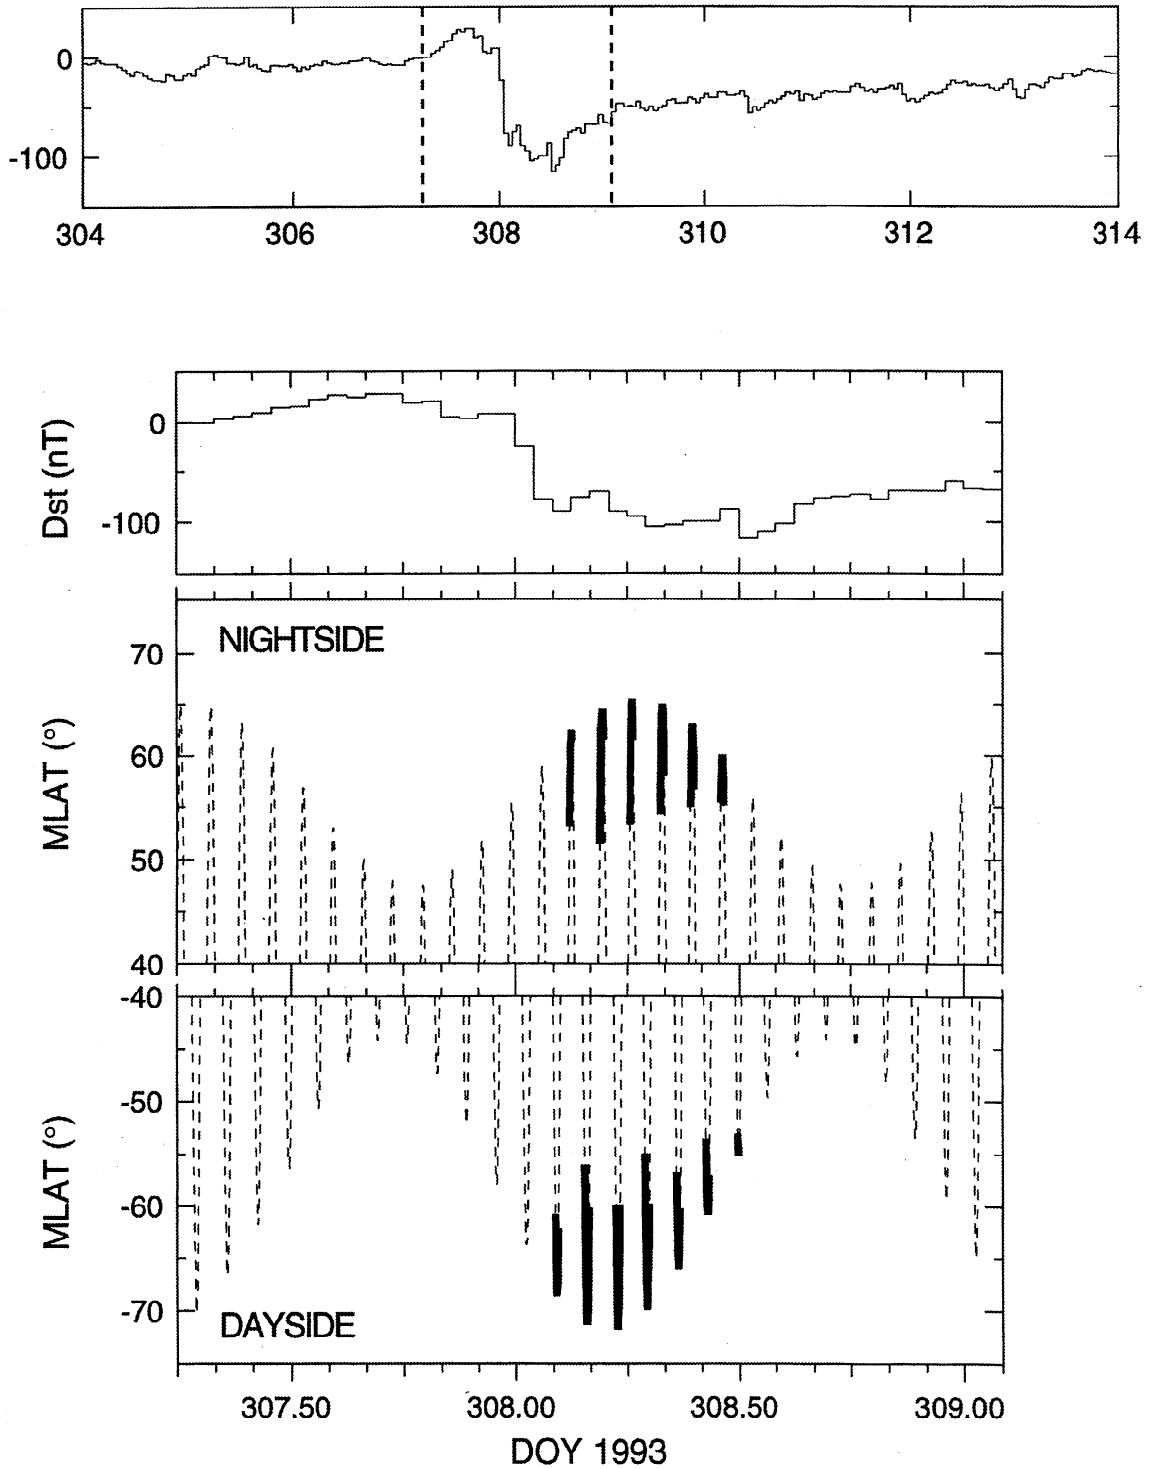 0
-100
304 306 308 310 312 314
Dst (nT)
0
-100
NIGHTSIDE
MLAT (°)
70
60
50
40
-40
-50
-60
-70
MLAT (°)
DAYSIDE
307.50 308.00 308.50 309.00
DOY 1993